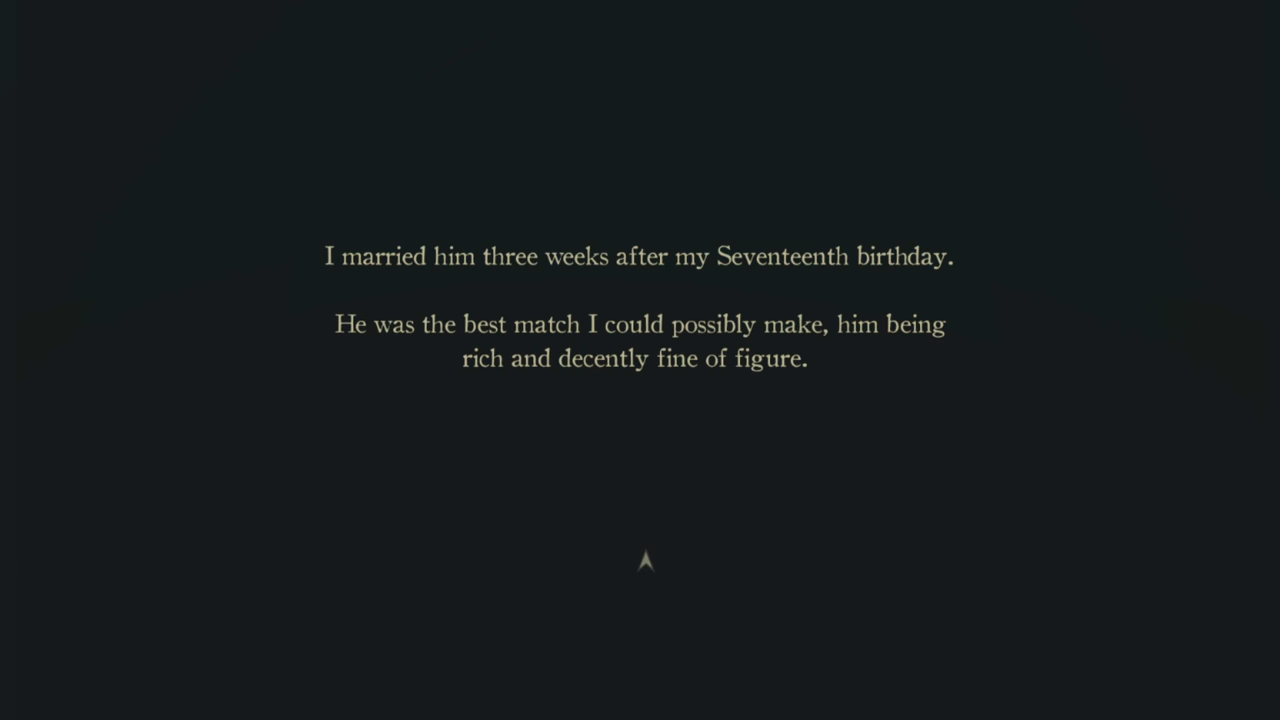 I married him three weeks after my Seventeenth birthday.
He was the best match I could possibly make, him being
rich and decently fine of figure.